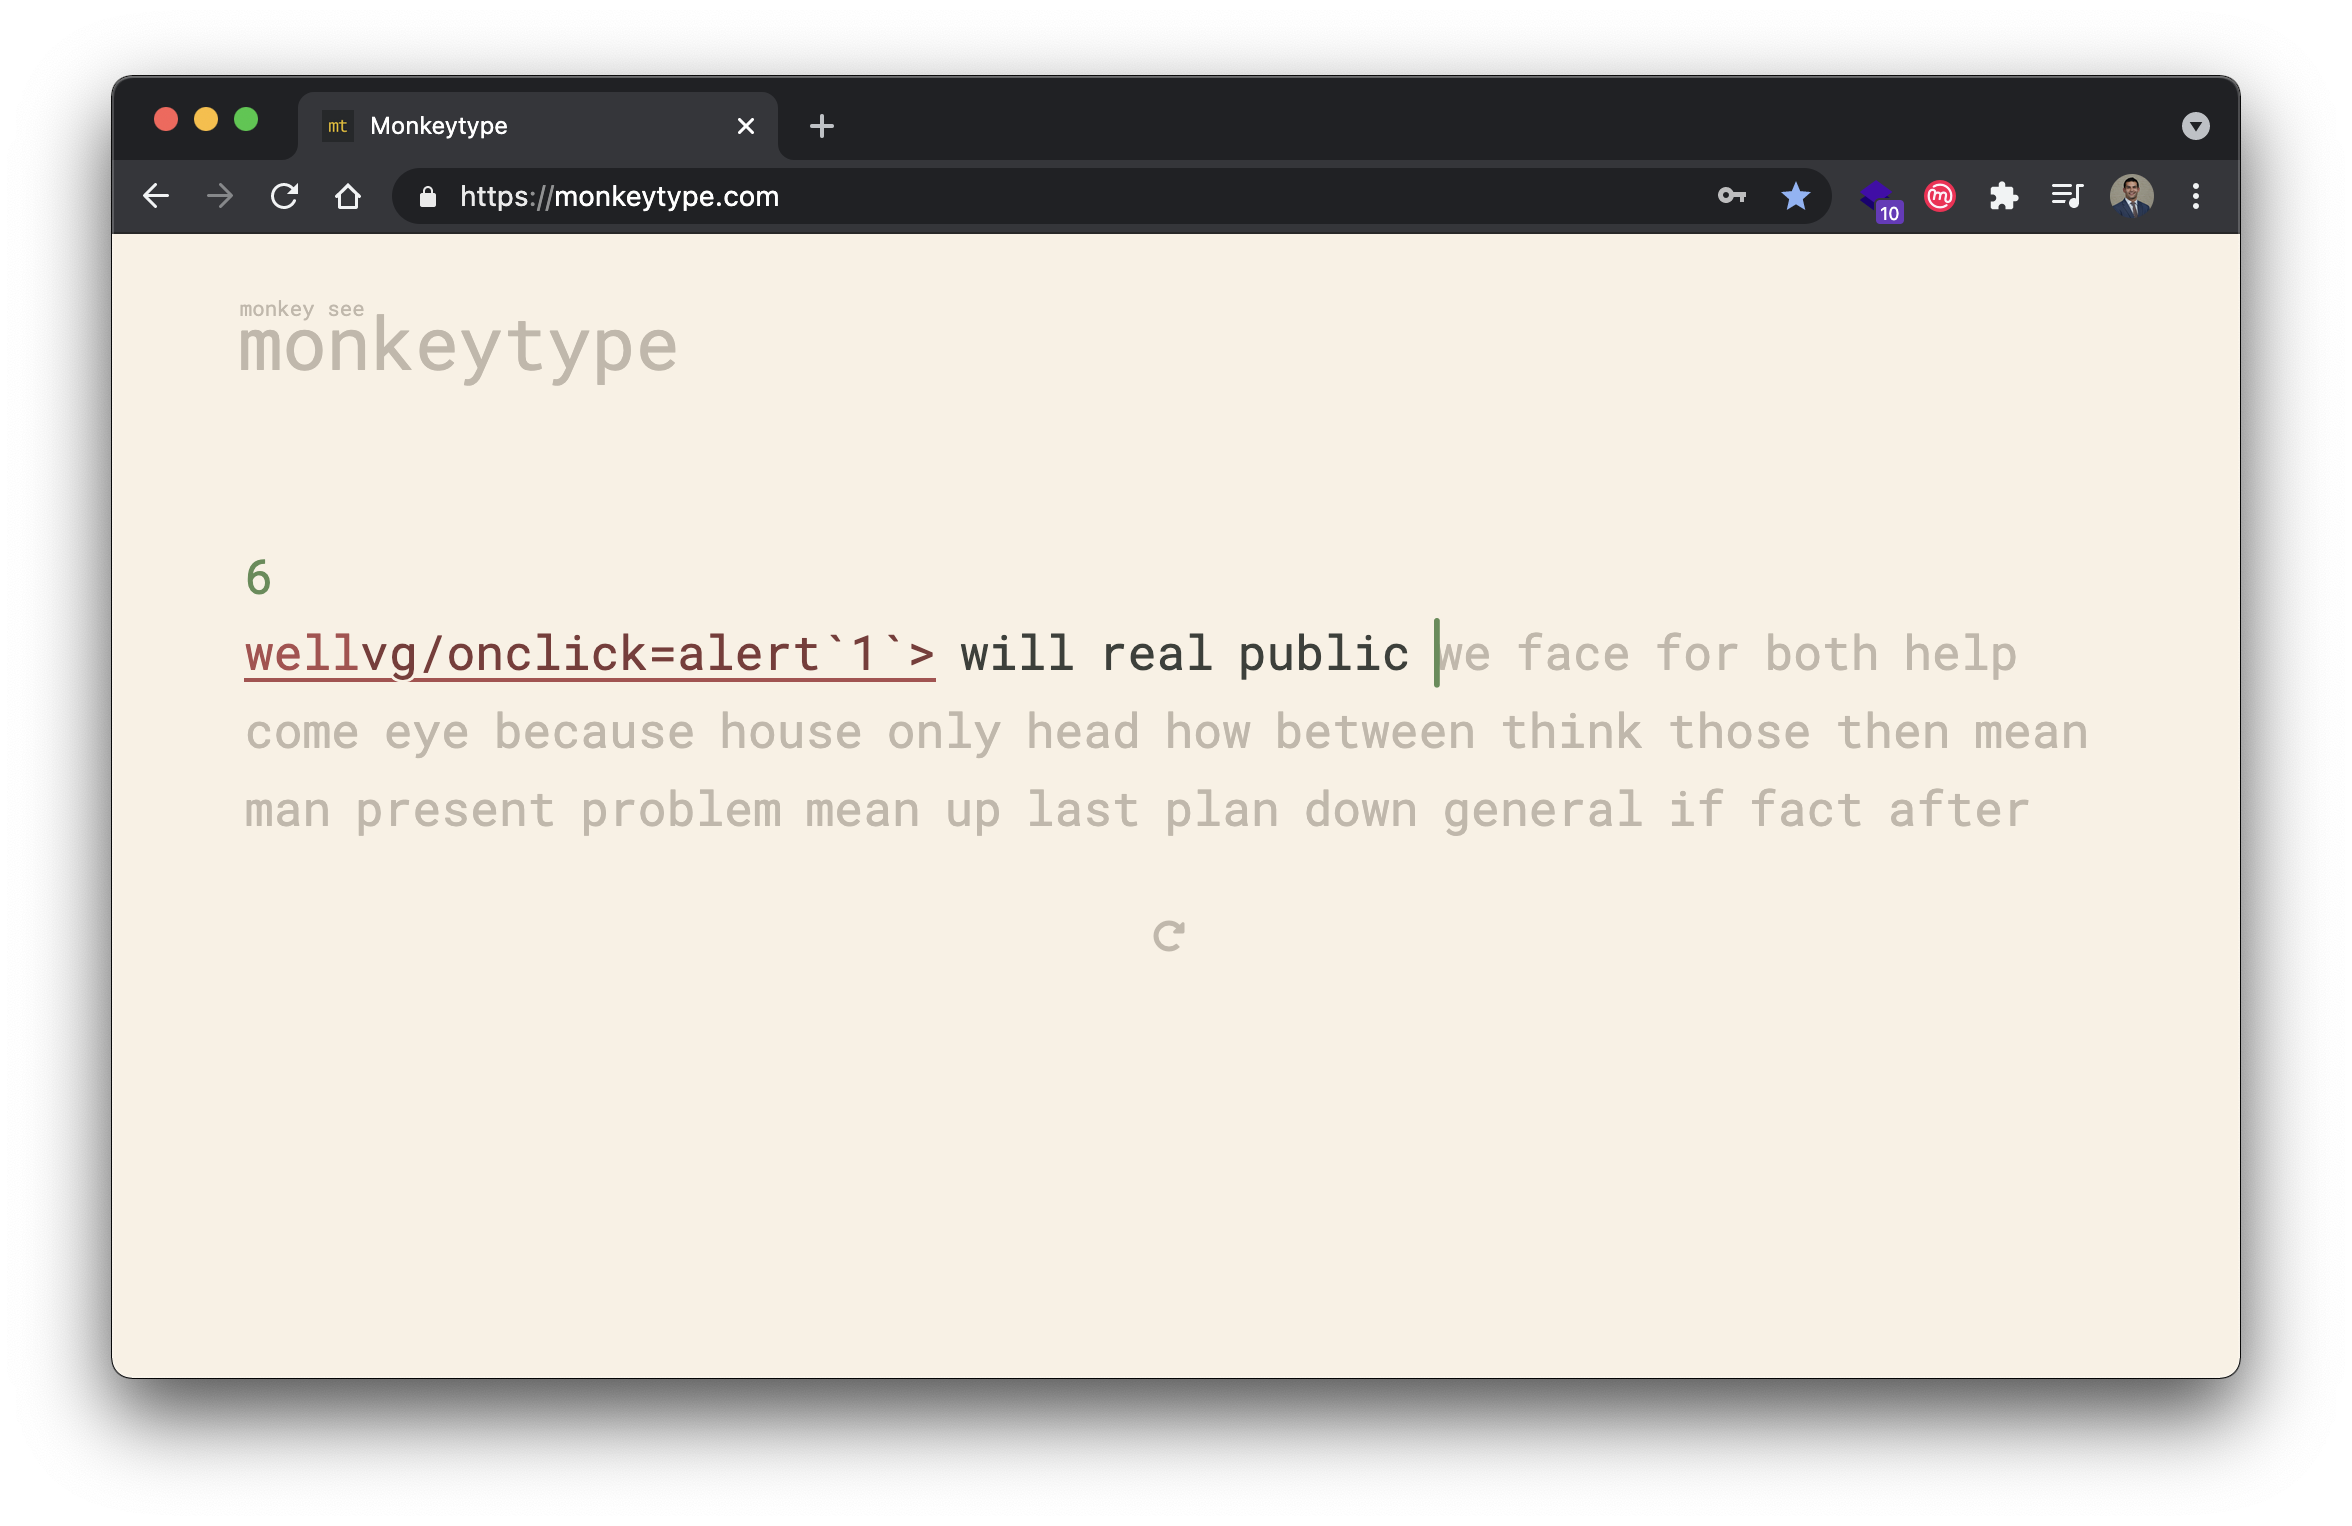 mt Monkeytype
https://monkeytype.com 10
monkey see
monkeytype
6
wellvg/onclick=alert`1`> will real public we face for both help
come eye because house only head how between think those then mean
man present problem mean up last plan down general if fact after